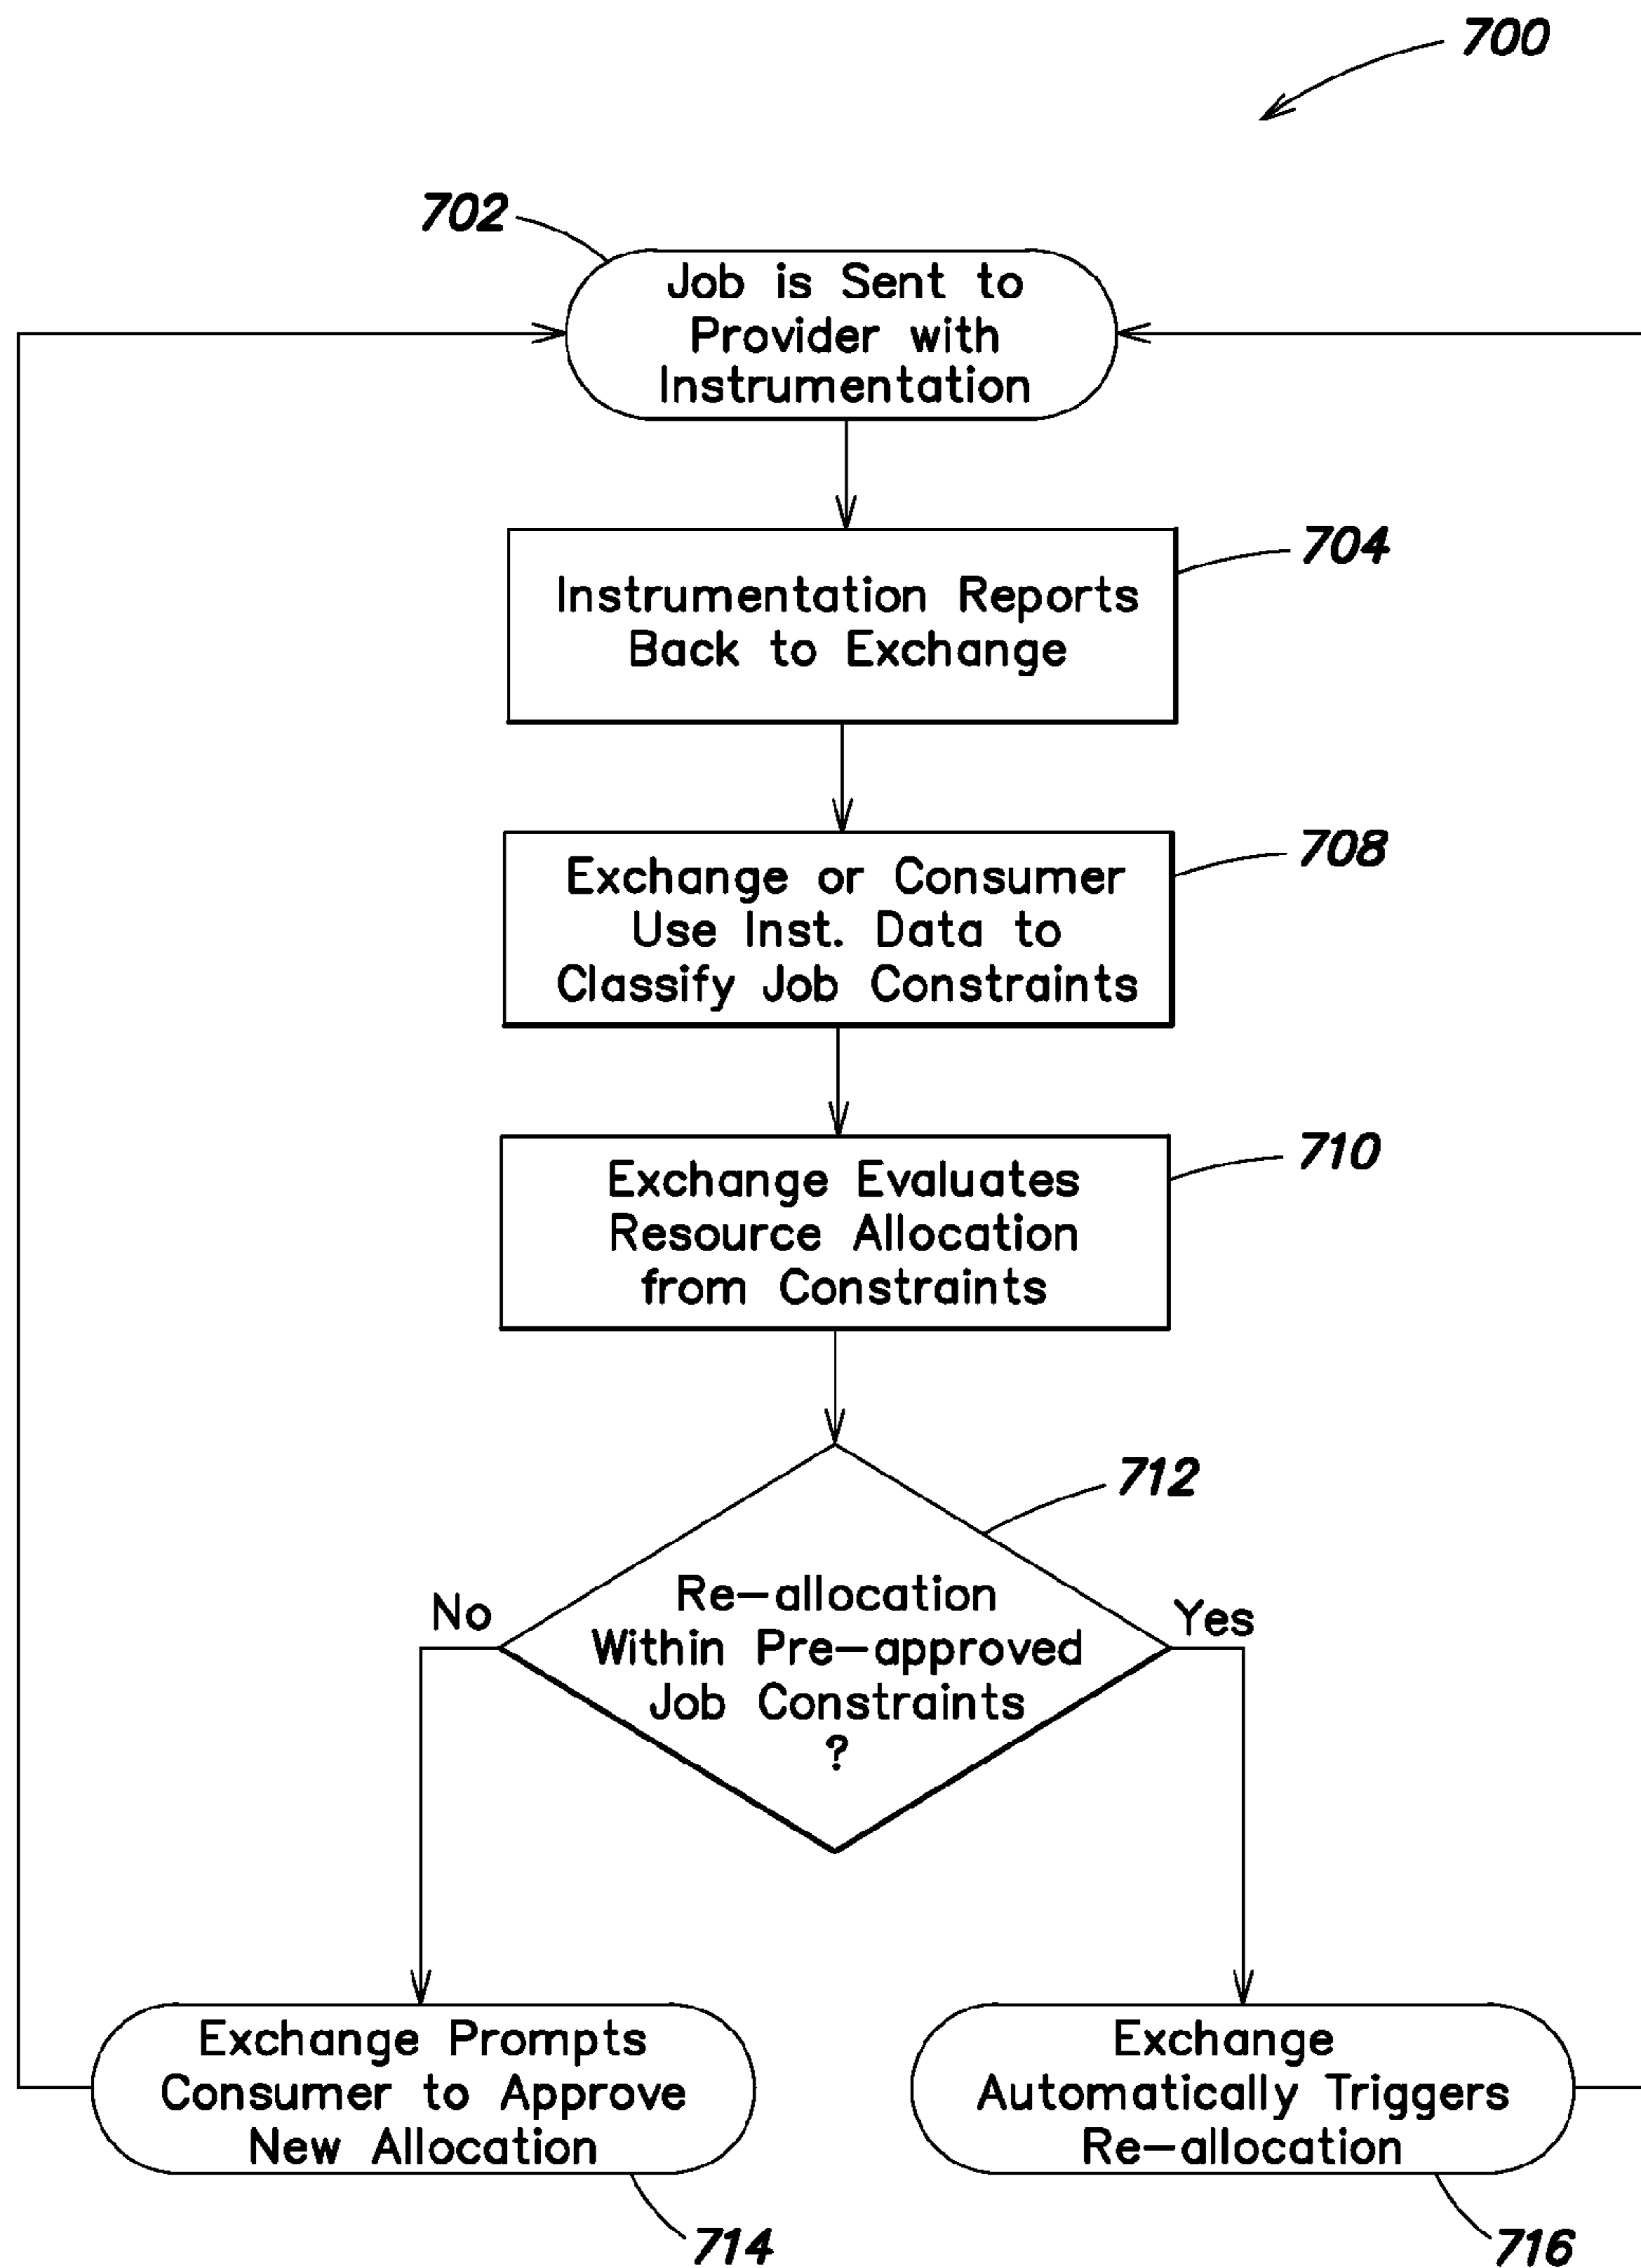 700
702
Job is Sent to
Provider with
Instrumentation
704
Instrumentation Reports
Back to Exchange
708
Exchange or Consumer
Use Inst. Data to
Classify Job Constraints
710
Exchange Evaluates
Resource Allocation
from Constraints
712
Re-allocation
Within Pre-approved
Job Constraints
?
No
Yes
Exchange Prompts
Consumer to Approve
New Allocation
714
Exchange
Automatically Triggers
Re-allocation
716